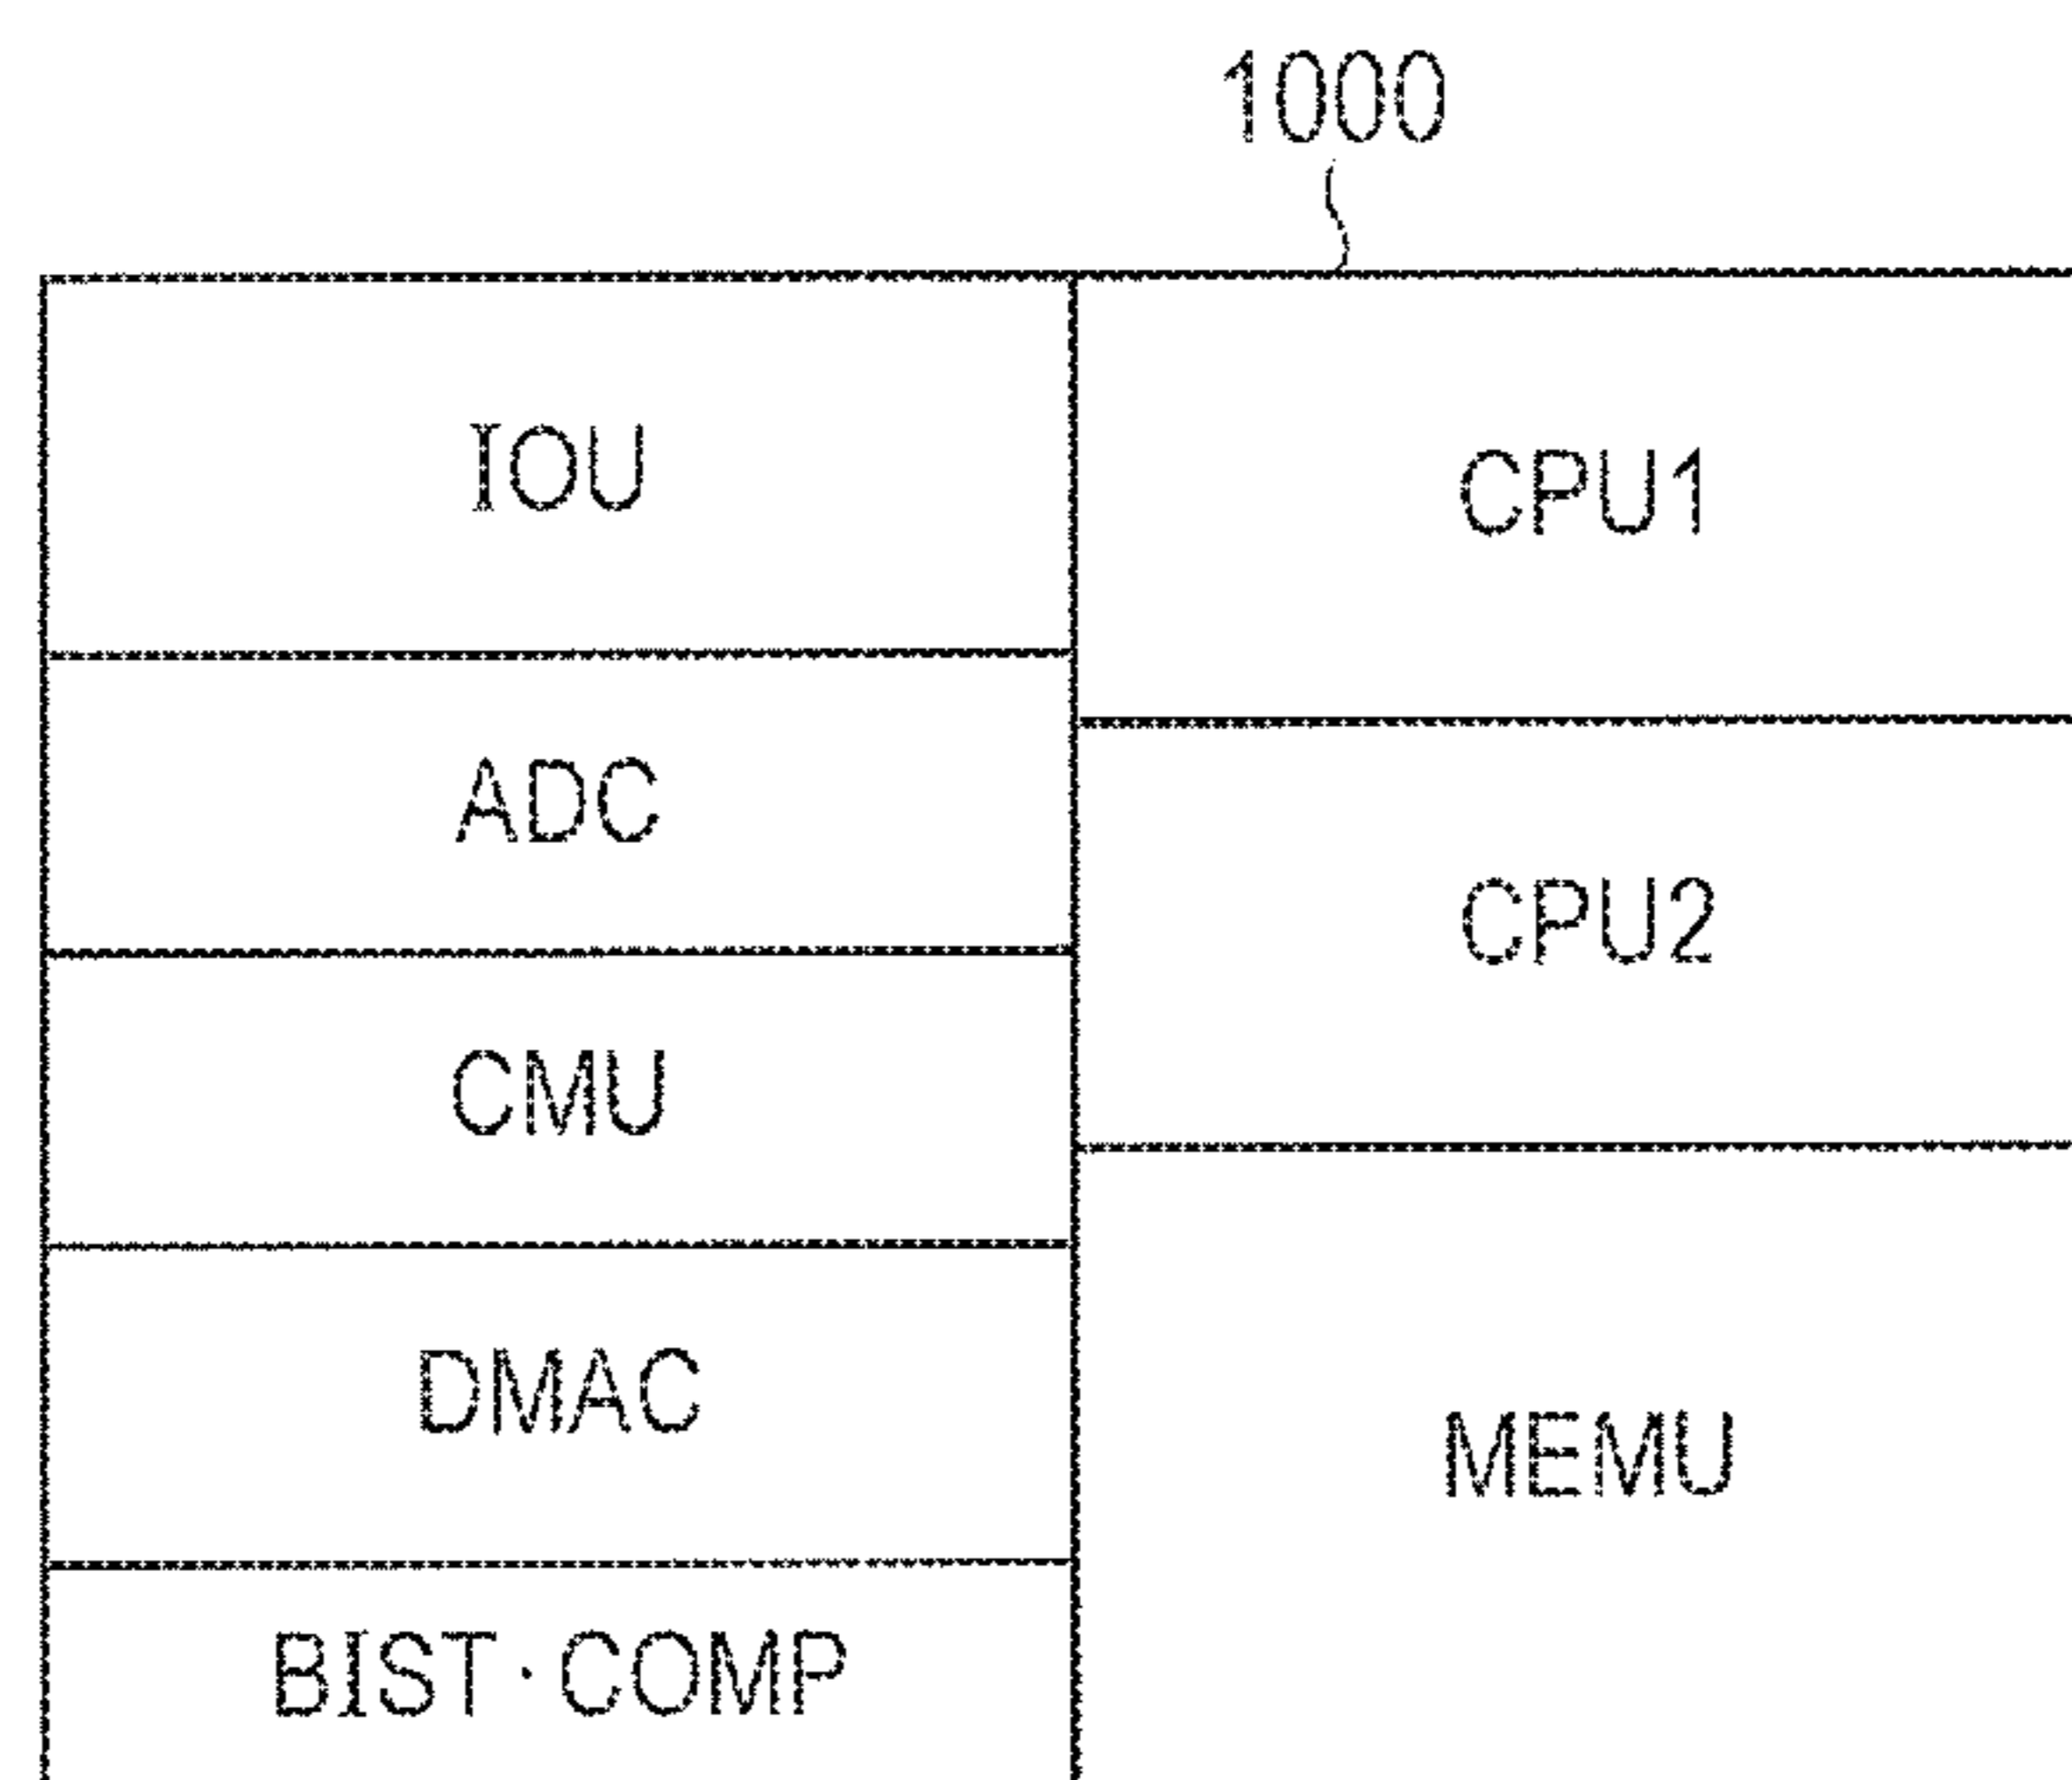 1000
IOU
ADC
CMU
DMAC
BIST·COMP
CPU1
CPU2
MEMU